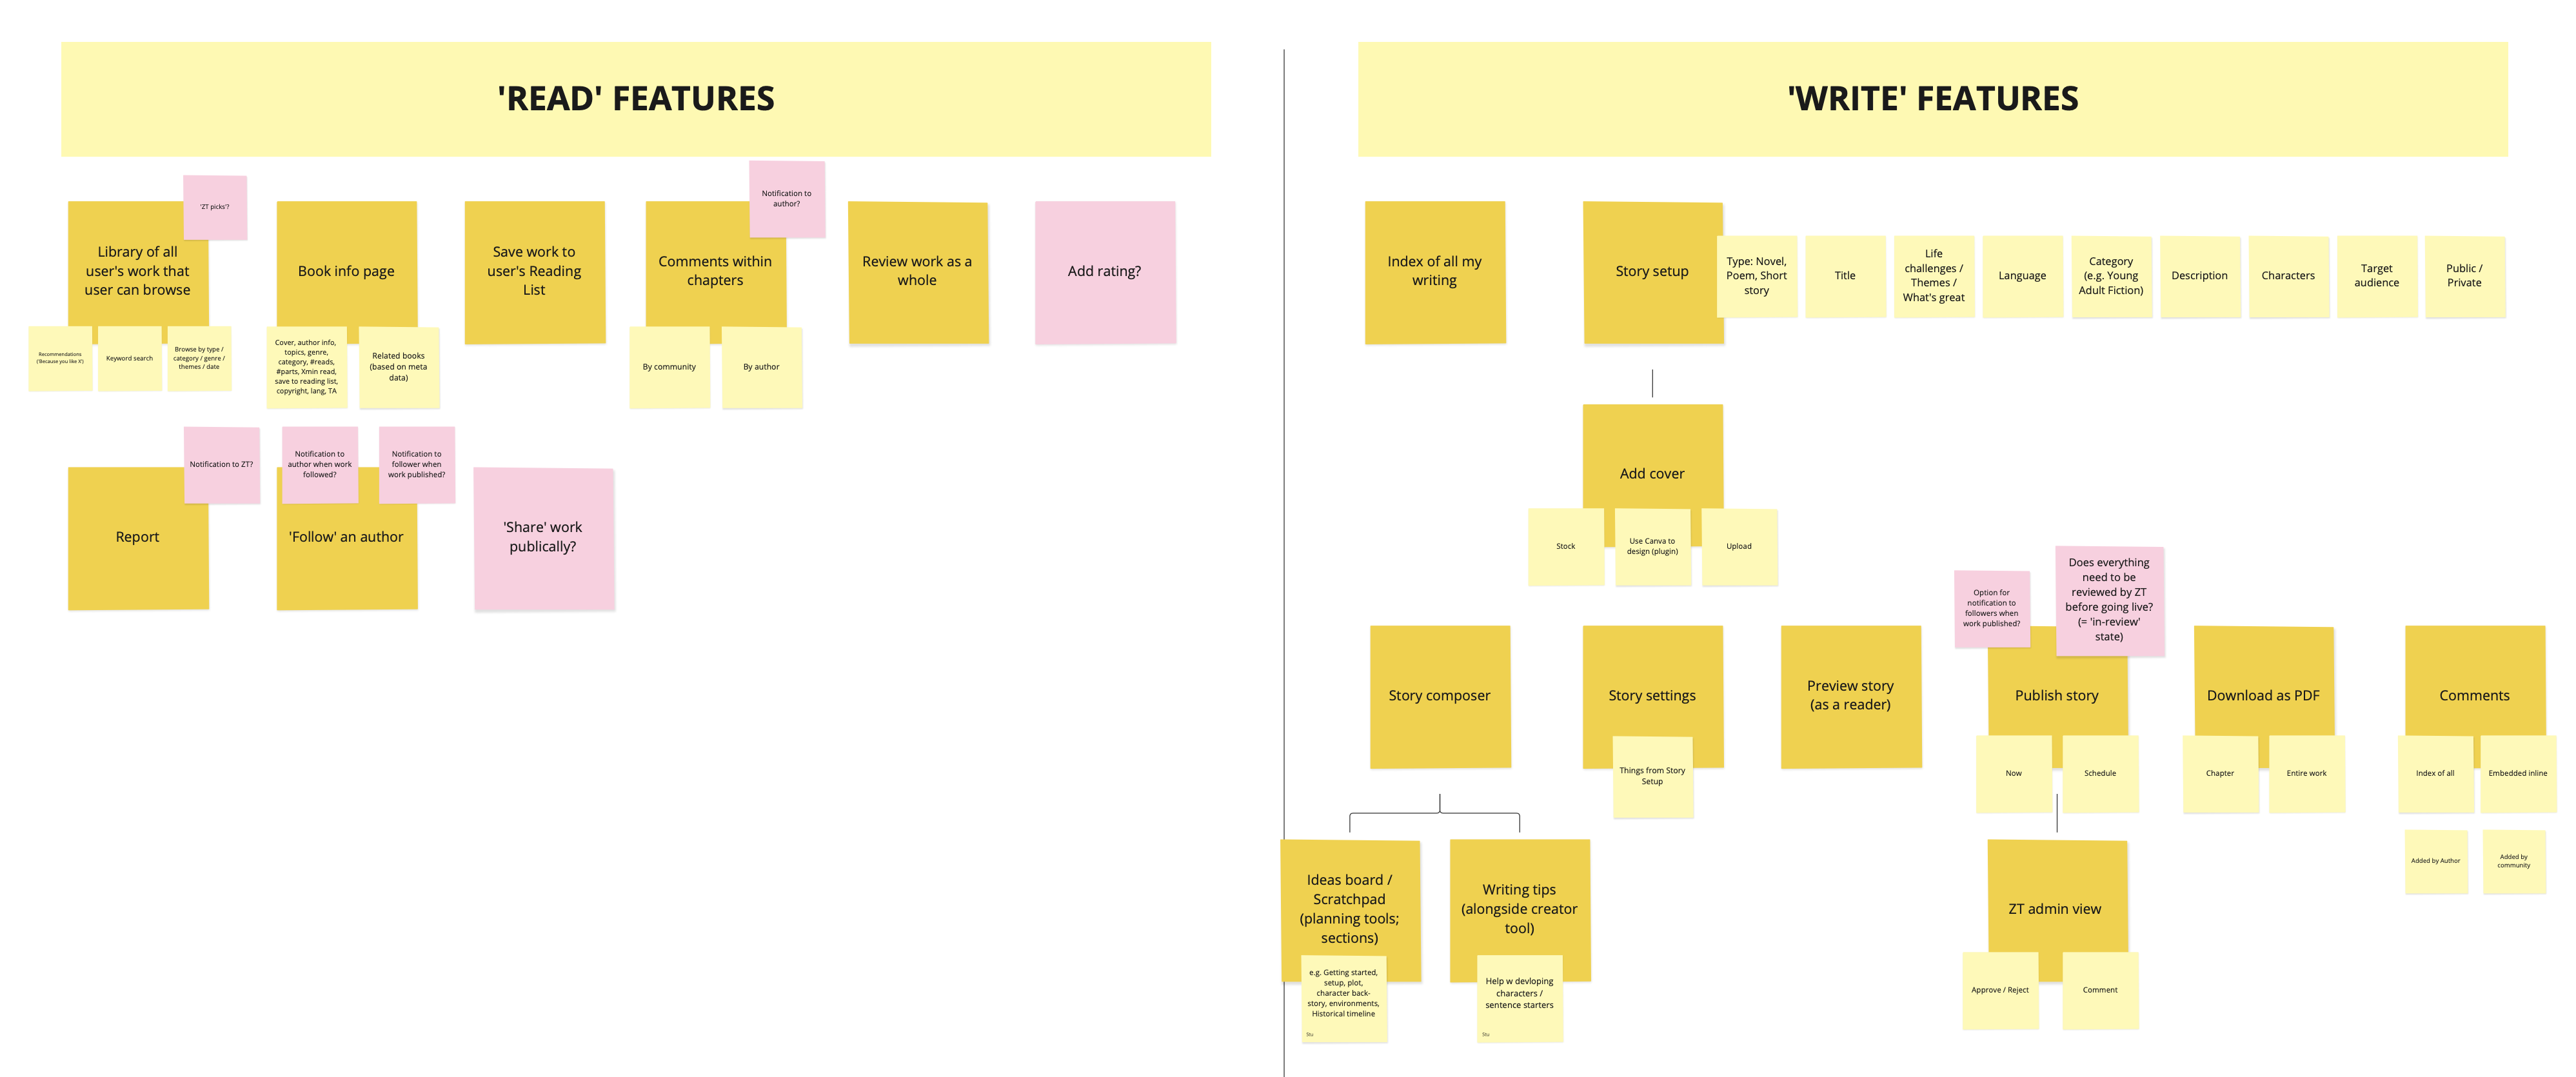 'READ' FEATURES
'ZT picks'?
Library of all
user's work that
user can browse
Recommendations
('Because you like X')
Keyword search
Browse by type /
category / genre /
themes / date
Book info page
Cover, author info,
topics, genre,
category, #reads,
#parts, Xmin read,
save to reading list,
copyright, lang, TA
Related books
(based on meta
data)
Save work to
user's Reading
List
Notification to
author?
Comments within
chapters
By community
By author
Review work as a
whole
Add rating?
Notification to ZT?
Report
Notification to
author when work
followed?
Notification to
follower when
work published?
'Follow' an author
'Share' work
publically?
'WRITE' FEATURES
Index of all my
writing
Story setup
Type: Novel,
Poem, Short
story
Title
Life
challenges /
Themes /
What's great
Language
Category
(e.g. Young
Adult Fiction)
Description
Characters
Target
audience
Public /
Private
Add cover
Stock
Use Canva to
design (plugin)
Upload
Story composer
Story settings
Things from Story
Setup
Preview story
(as a reader)
Option for
notification to
followers when
work published?
Does everything
need to be
reviewed by ZT
before going live?
(= 'in-review'
state)
Publish story
Now
Schedule
Download as PDF
Chapter
Entire work
Comments
Index of all
Embedded inline
Added by Author
Added by
community
Ideas board /
Scratchpad
(planning tools;
sections)
e.g. Getting started,
setup, plot,
character back-
story, environments,
Historical timeline
Stu
Writing tips
(alongside creator
tool)
Help w devloping
characters /
sentence starters
Stu
ZT admin view
Approve / Reject
Comment